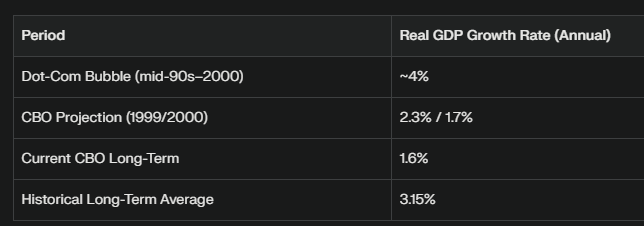 Period Real GDP Growth Rate (Annual)
Dot-Com Bubble (mid-90s–2000) ~4%
CBO Projection (1999/2000) 2.3% / 1.7%
Current CBO Long-Term 1.6%
Historical Long-Term Average 3.15%